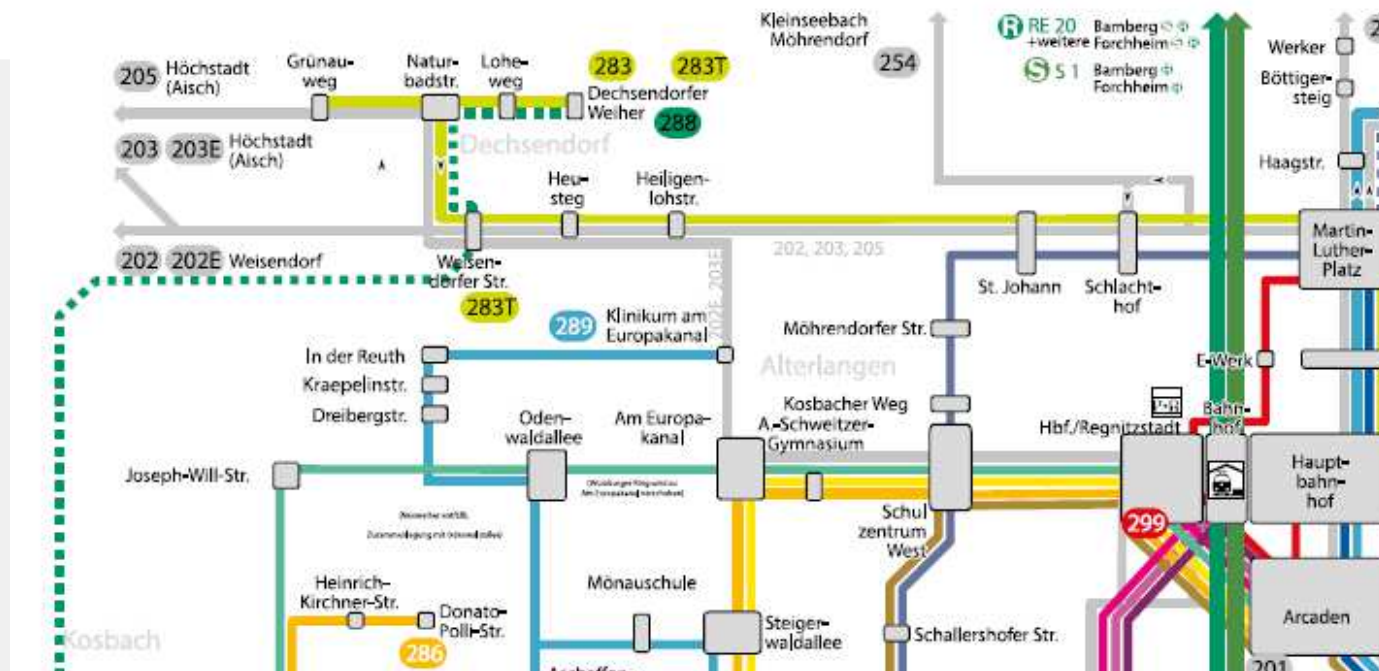 Kleinseebach
Möhrendorf
254
RE 20
+weitere
Bamberg
Forchheim
S 1
Bamberg
Forchheim
Werker
Böttiger-
steig
Haagstr.
205
Höchstadt
(Aisch)
Grünau-
weg
Natur-
badstr.
Lohe-
weg
283
283T
Dechsendorfer
Weiher
288
203
203E
Höchstadt
(Aisch)
Dechsendorf
Heu-
steg
Heiligen-
lohstr.
202
202E
Weisendorf
Weisen-
dorfer Str.
283T
202, 203, 205
202E, 203E
St. Johann
Schlacht-
hof
Martin-
Luther-
Platz
289
Klinikum am
Europakanal
Möhrendorfer Str.
Alterlangen
In der Reuth
Kraepelinstr.
Dreibergstr.
E-Werk
Oden-
waldallee
Am Europa-
kanal
Kosbacher Weg
A.-Schweitzer-
Gymnasium
Hbf./Regnitzstadt
Bahn-
hof
Joseph-Will-Str.
Haupt-
bahn-
hof
Schul
zentrum
West
299
Heinrich-
Kirchner-Str.
Donato-
Polli-Str.
286
Mönauschule
Steiger-
waldallee
Schallershofer Str.
Arcaden
Kosbach
201